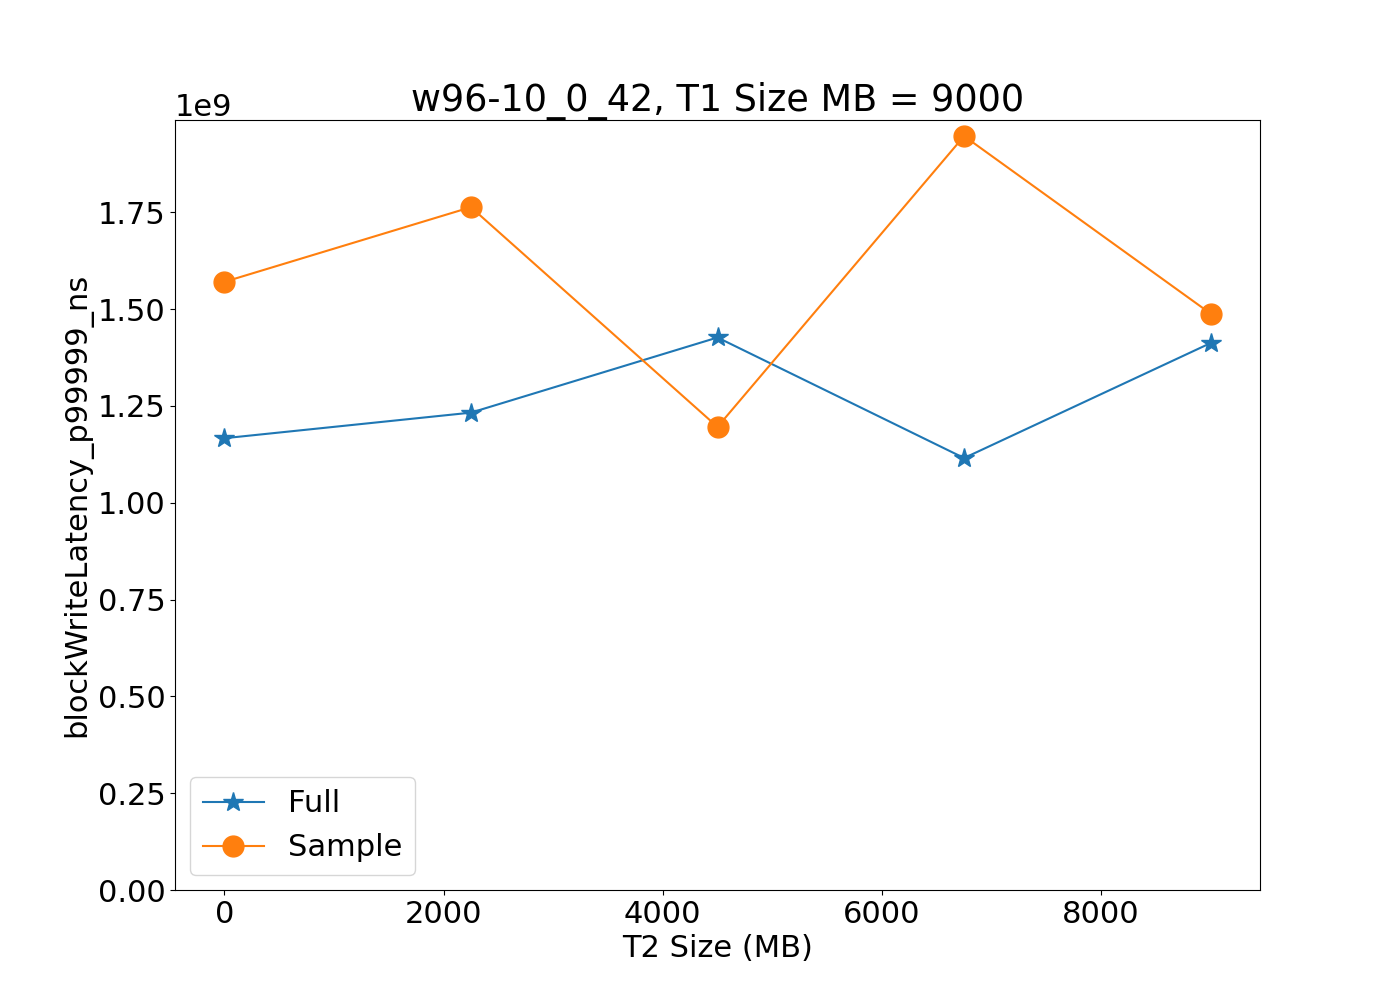 w96-10_0_42, T1 Size MB = 9000
1e9
blockWriteLatency_p99999_ns
1.75
1.50
1.25
1.00
0.75
0.50
0.25
0.00
Full
Sample
0
2000
4000
6000
8000
T2 Size (MB)